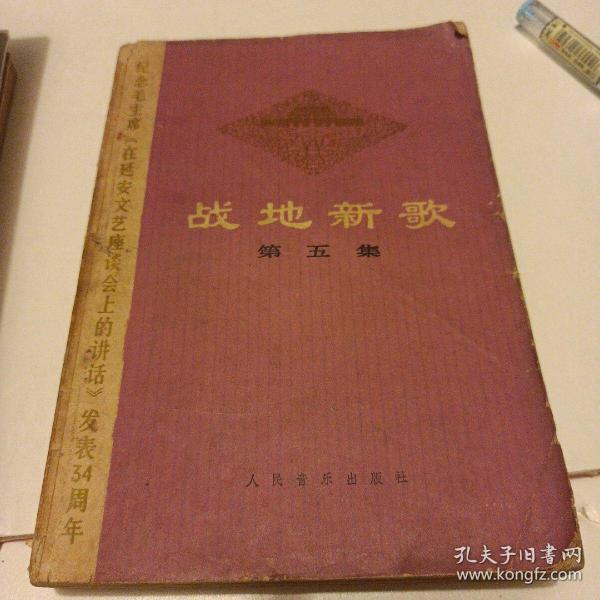 纪念毛主席《在延安文艺座谈会上的讲话》发表34周年
战地新歌
第五集
人民音乐出版社
孔夫子旧书网
www.kongfz.com